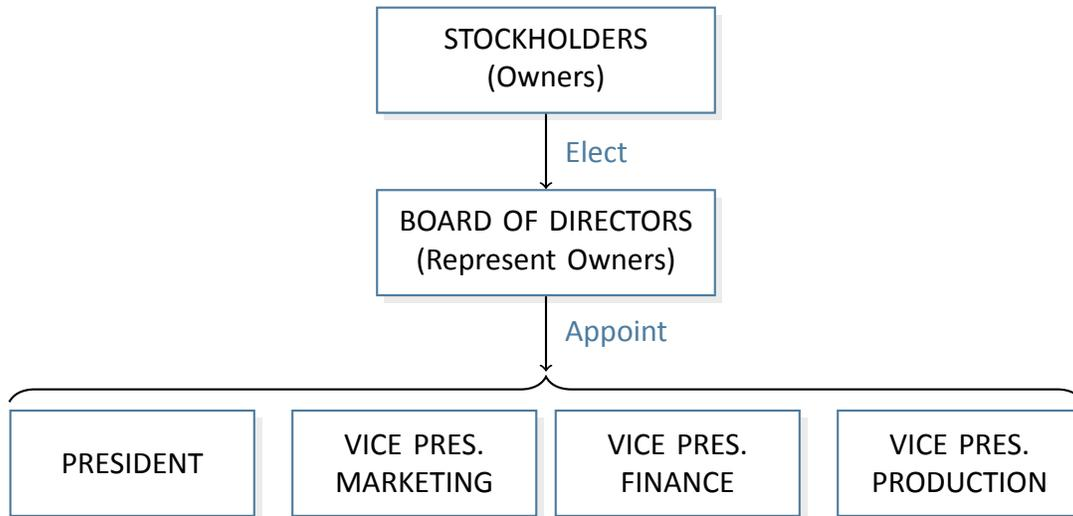 STOCKHOLDERS
(Owners)
Elect
BOARD OF DIRECTORS
(Represent Owners)
Appoint
PRESIDENT
VICE PRES.
MARKETING
VICE PRES.
FINANCE
VICE PRES.
PRODUCTION